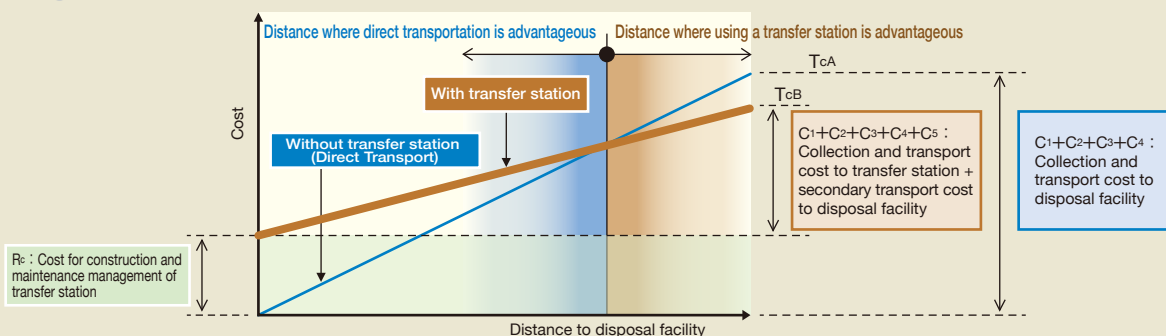 Distance where direct transportation is advantageous
Distance where using a transfer station is advantageous
TcA
TcB
With transfer station
Cost
Without transfer station
(Direct Transport)
C1+C2+C3+C4+C5：
Collection and transport
cost to transfer station +
secondary transport cost
to disposal facility
C1+C2+C3+C4：
Collection and
transport cost to
disposal facility
Rc：Cost for construction and
maintenance management of
transfer station
Distance to disposal facility